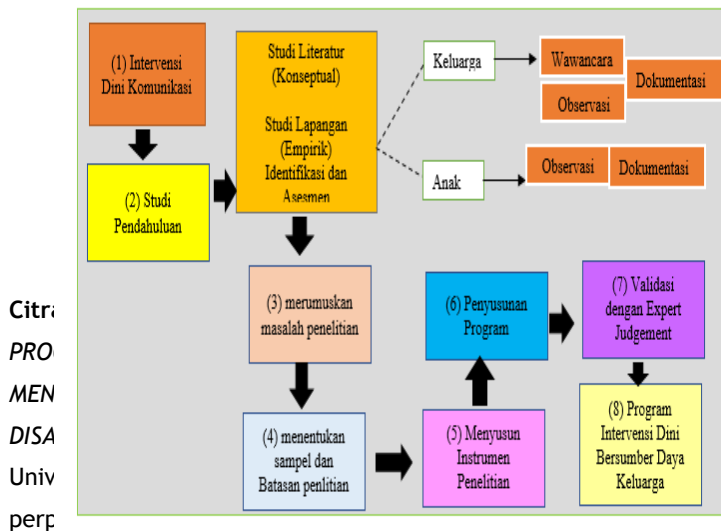 (1) Intervensi
Dini Komunikasi
(2) Studi
Pendahuluan
Studi Literatur
(Konseptual)
Studi Lapangan
(Empirik)
Identifikasi dan
Asesmen
Keluarga
Wawancara
Observasi
Dokumentasi
Anak
Observasi
Dokumentasi
(3) merumuskan
masalah penelitian
(4) menentukan
sampel dan
Batasan penlitian
(5) Menyusun
Instrumen
Penelitian
(6) Penyusunan
Program
(7) Validasi
dengan Expert
Judgement
(8) Program
Intervensi Dini
Bersumber Daya
Keluarga
Citra
PRO
MEN
DISA
Univ
perp